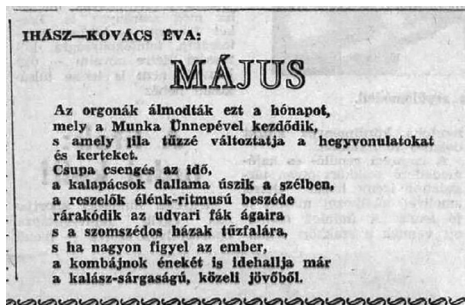 IHÁSZ—KOVÁCS ÉVA:
MÁJUS
Az orgonák álmodták ezt a hónapot,
mely a Munka Ünnepével kezdődik,
s amely lila tűzzé változtatja a hegyvonulatokat
és kerteket.
Csupa csengés az idő,
a kalapácsok dallama úszik a szélben,
a reszelők élénk-ritmusú beszéde
rárakódik az udvari fák ágaira
s a szomszédos házak tűzfalára,
s ha nagyon figyel az ember,
a kombájnok énekét is idehallja már
a kalász-sárgaságú, közeli jövőből.